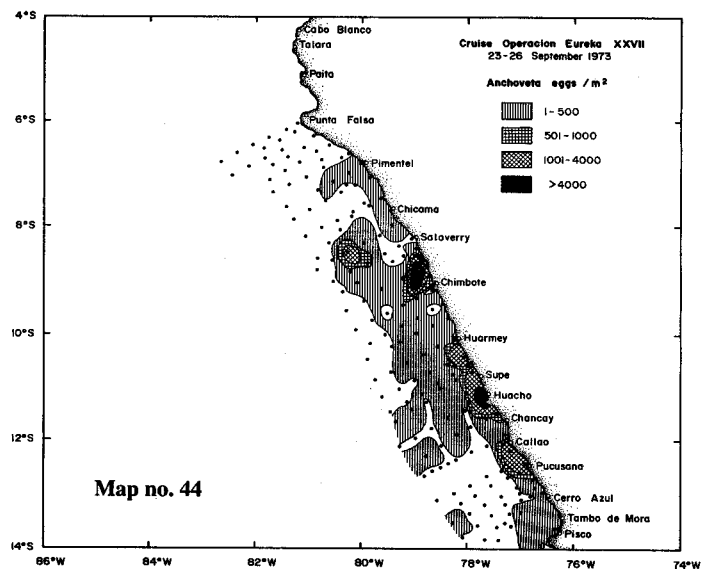 4°S
Cabo Blanco
Talara
Cruise Operacion Eureka XXVII
23-26 September 1973
Paita
Anchoveta eggs / m²
1-500
501-1000
1001-4000
>4000
6°S
Punta Falsa
Pimentel
Chicama
8°S
Salaverry
Chimbote
10°S
Huarmey
Supe
Huacho
Chancay
12°S
Callao
Pucusana
Map no. 44
Cerro Azul
Tambo de Mora
Pisco
14°S
86°W
84°W
82°W
80°W
78°W
76°W
74°W